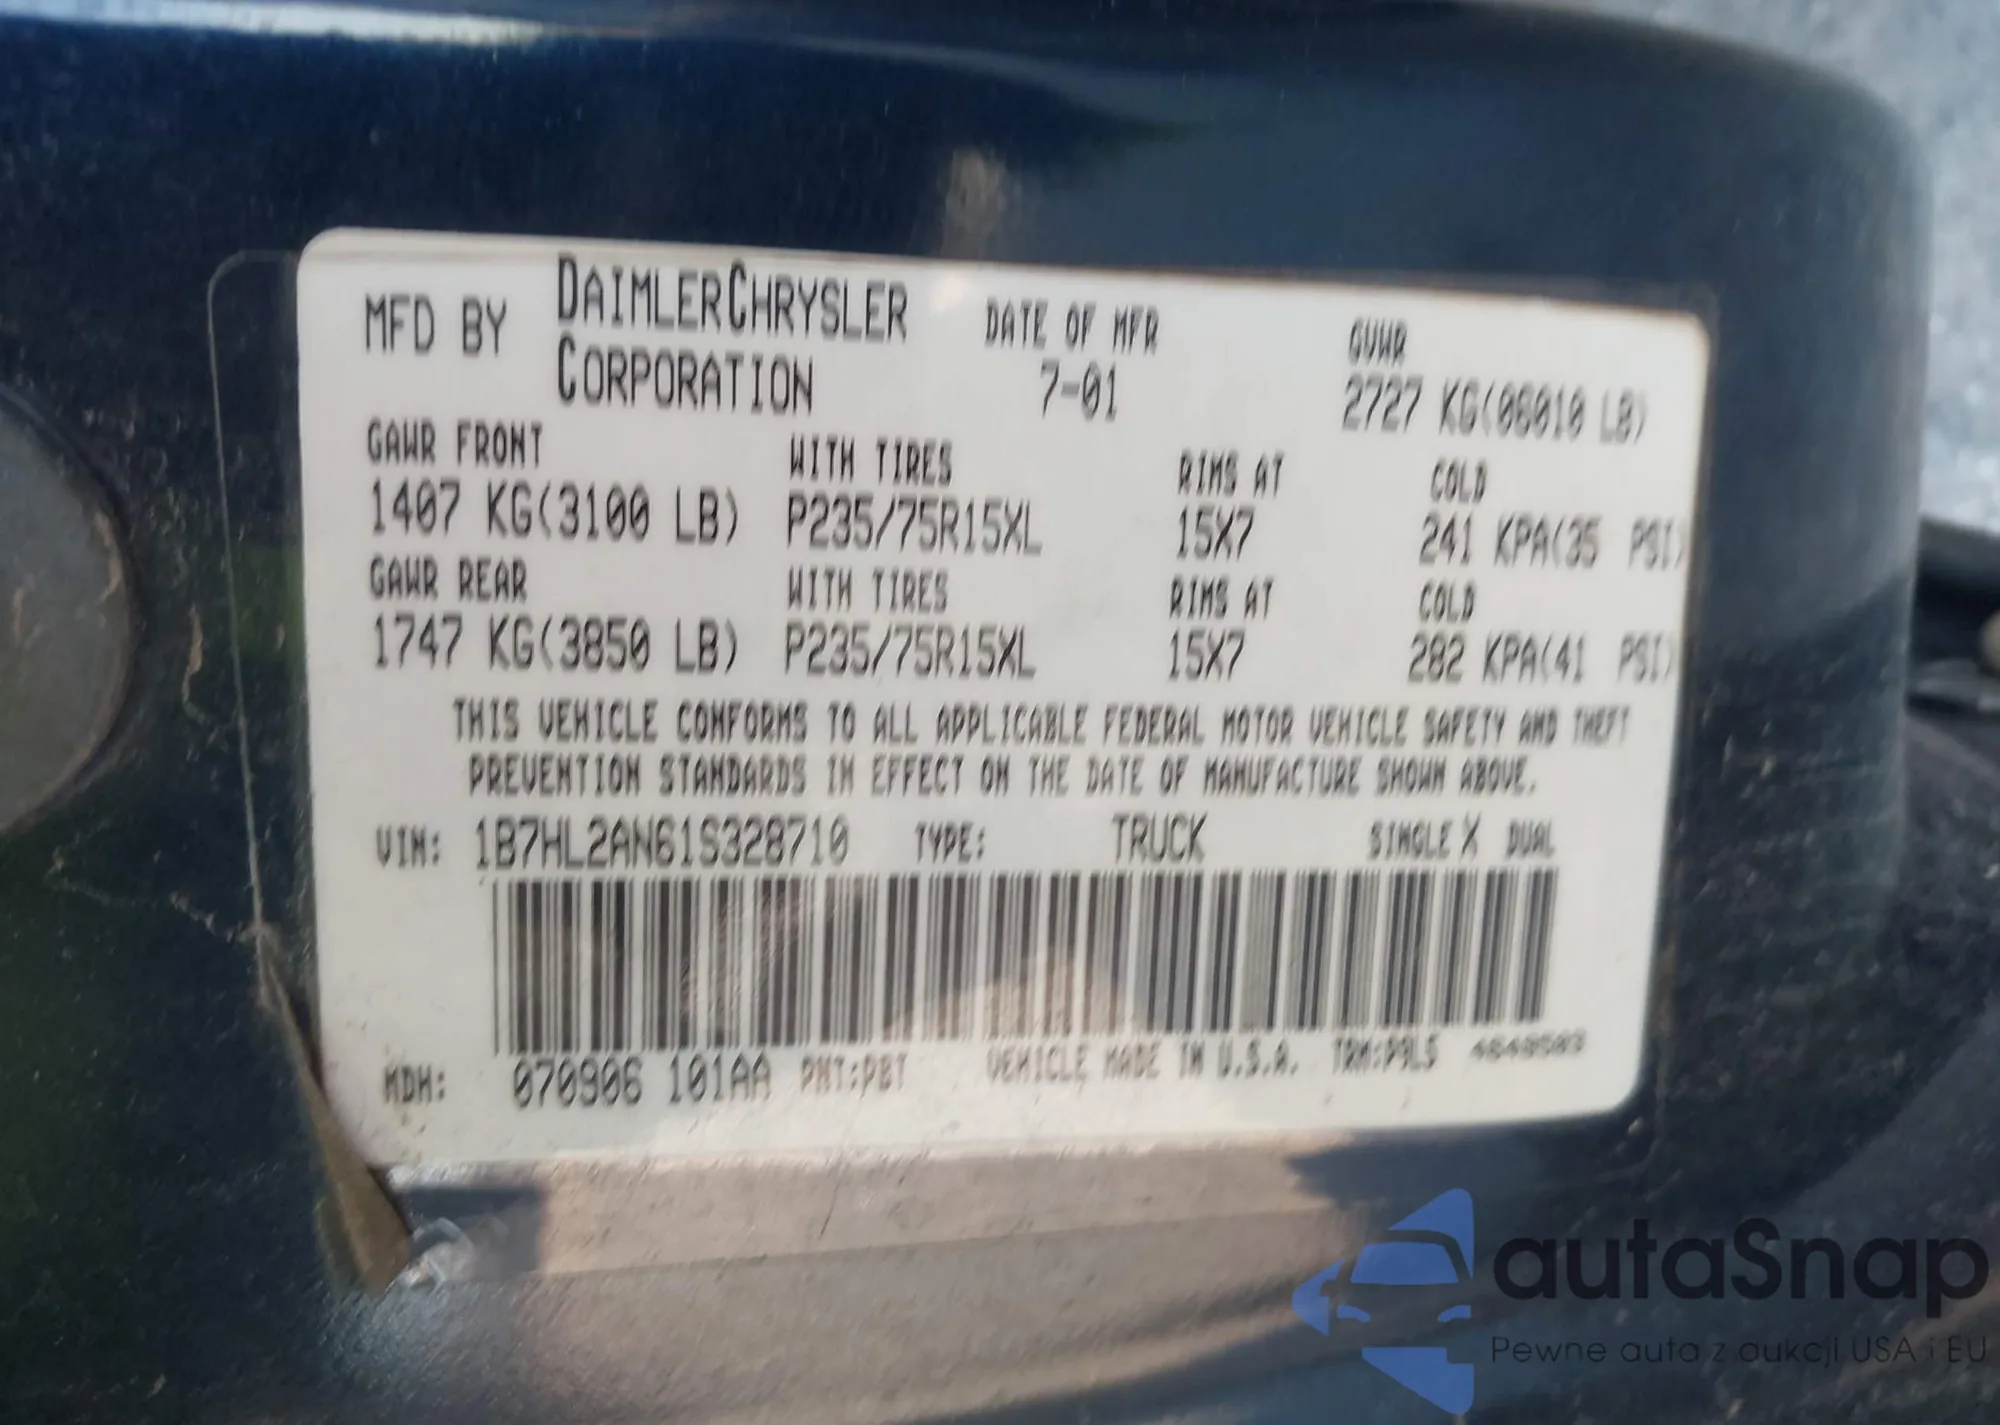 MFD BY DAIMLERCHRYSLER CORPORATION DATE OF MFR 7-01 GVWR 2727 KG(06010 LB)
GAWR FRONT WITH TIRES RIMS AT COLD
1407 KG(3100 LB) P235/75R15XL 15X7 241 KPA(35 PSI)
GAWR REAR WITH TIRES RIMS AT COLD
1747 KG(3850 LB) P235/75R15XL 15X7 282 KPA(41 PSI)
THIS VEHICLE CONFORMS TO ALL APPLICABLE FEDERAL MOTOR VEHICLE SAFETY AND THEFT
PREVENTION STANDARDS IN EFFECT ON THE DATE OF MANUFACTURE SHOWN ABOVE.
VIN: 1B7HL2AN61S328710 TYPE: TRUCK SINGLE X DUAL
MDH: 070906 101AA PNT:PBT VEHICLE MADE IN U.S.A. TRM:P9L5
autaSnap
Pewne auta z aukcji USA i EU